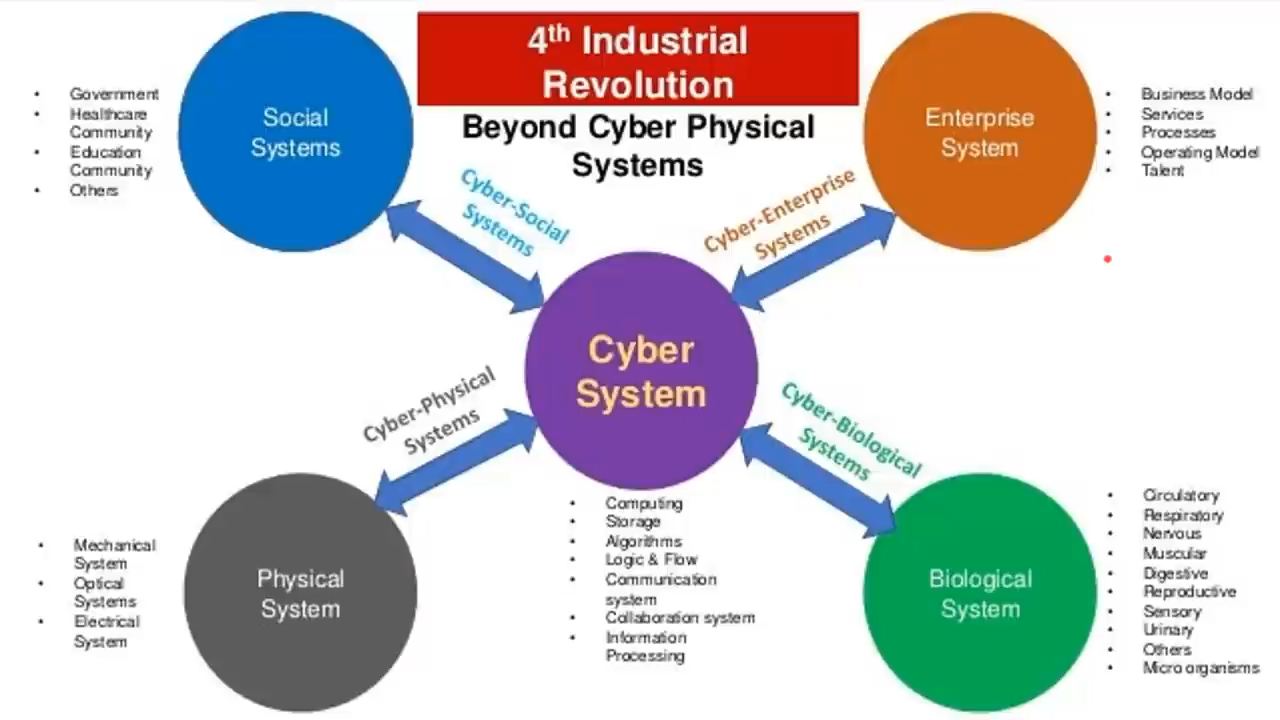 4th Industrial
Revolution
Beyond Cyber Physical
Systems
Social
Systems
• Government
• Healthcare
Community
• Education
Community
• Others
Enterprise
System
• Business Model
• Services
• Processes
• Operating Model
• Talent
Cyber-Social
Systems
Cyber-Enterprise
Systems
Cyber
System
Cyber-Physical
Systems
Cyber-Biological
Systems
Physical
System
• Mechanical
System
• Optical
Systems
• Electrical
System
• Computing
• Storage
• Algorithms
• Logic & Flow
• Communication
system
• Collaboration system
• Information
Processing
Biological
System
• Circulatory
• Respiratory
• Nervous
• Muscular
• Digestive
• Reproductive
• Sensory
• Urinary
• Others
• Micro organisms